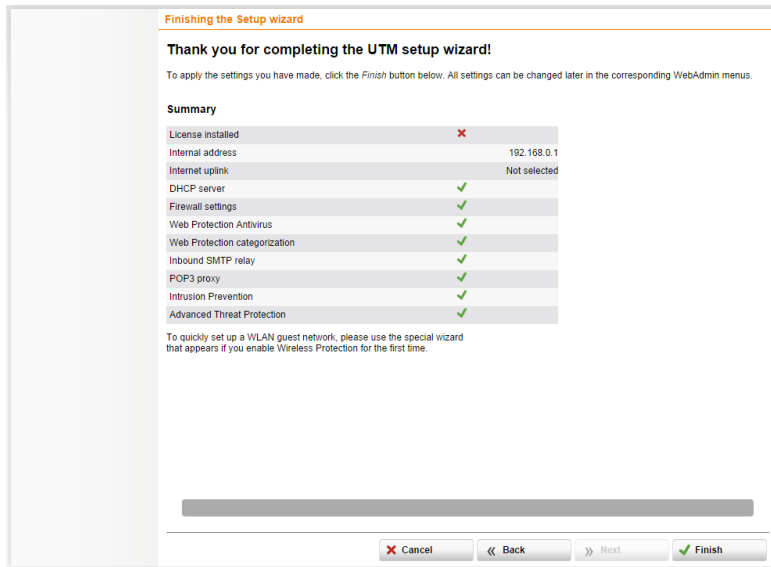 Finishing the Setup wizard
Thank you for completing the UTM setup wizard!
To apply the settings you have made, click the Finish button below. All settings can be changed later in the corresponding WebAdmin menus.
Summary
License installed
Internal address 192.168.0.1
Internet uplink Not selected
DHCP server
Firewall settings
Web Protection Antivirus
Web Protection categorization
Inbound SMTP relay
POP3 proxy
Intrusion Prevention
Advanced Threat Protection
To quickly set up a WLAN guest network, please use the special wizard
that appears if you enable Wireless Protection for the first time.
Cancel Back Next Finish